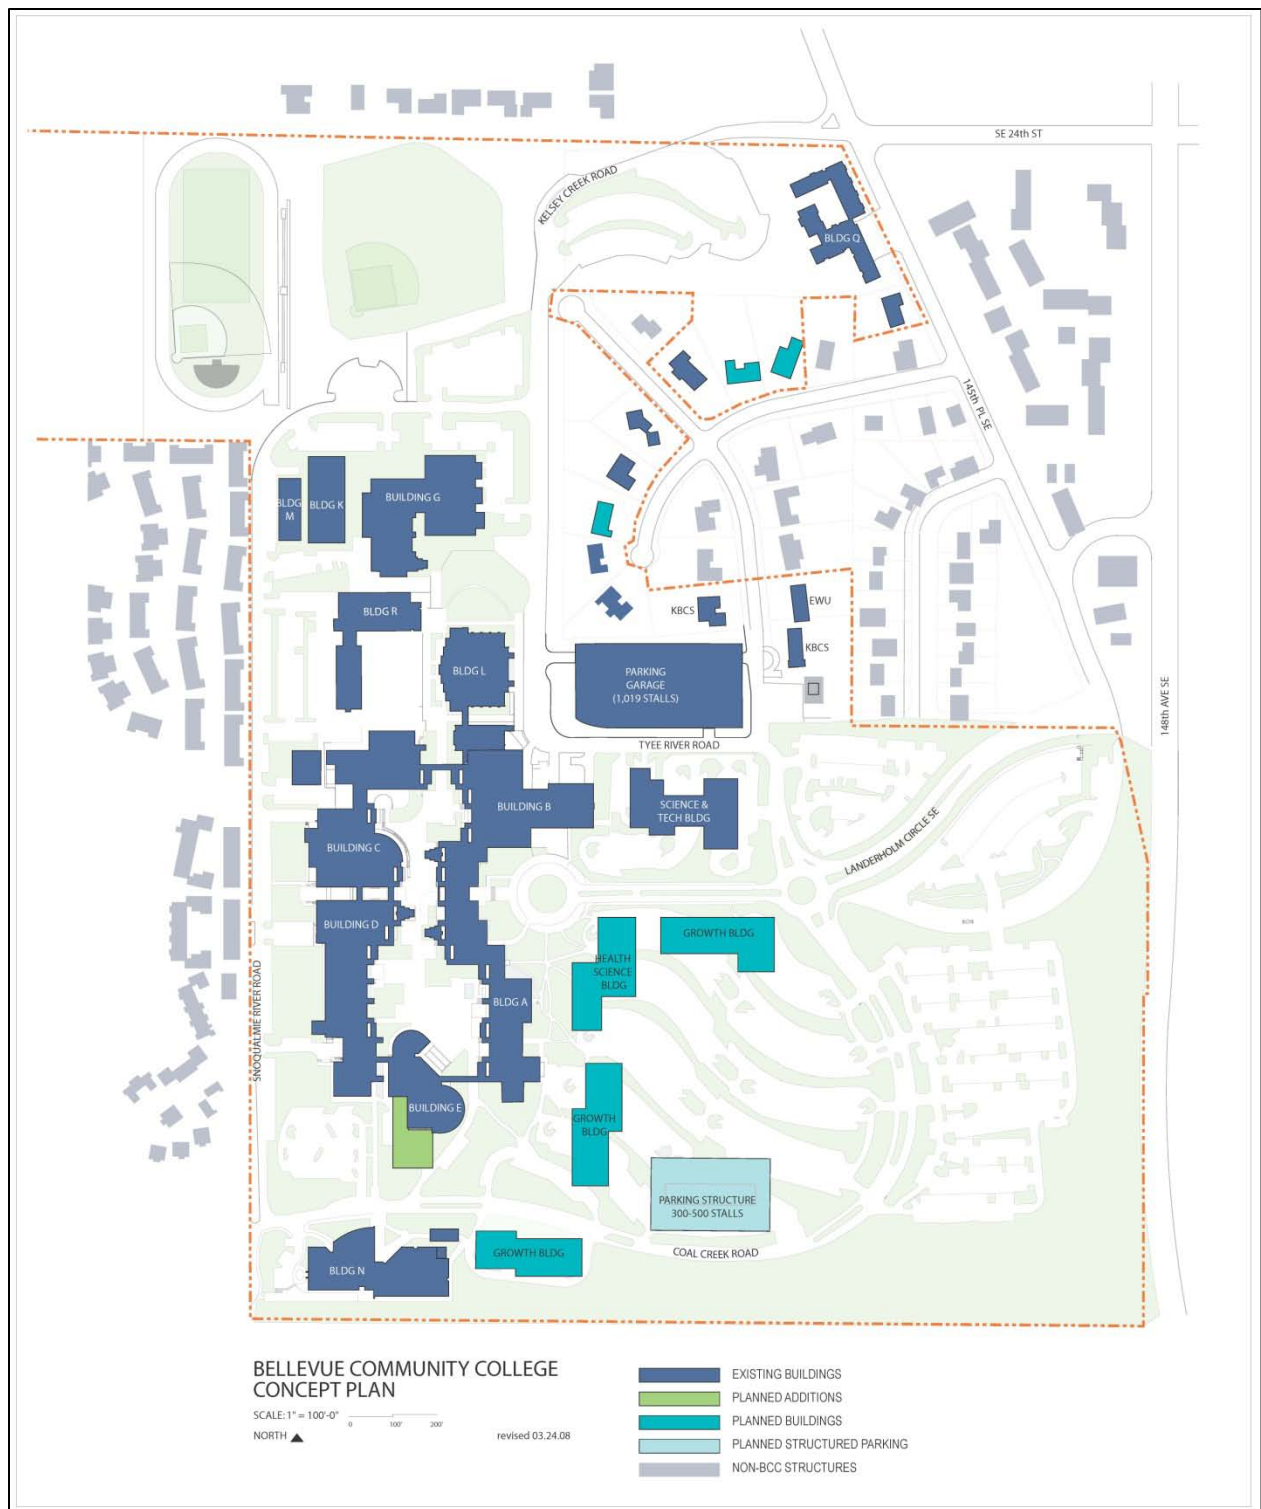 SE 24th ST
KELSEY CREEK ROAD
BLDG Q
145th PL SE
BLDG
M
BLDG K
BUILDING G
BLDG R
KBCS
EWU
KBCS
BLDG L
PARKING
GARAGE
(1,019 STALLS)
148th AVE SE
TYEE RIVER ROAD
BUILDING B
SCIENCE &
TECH BLDG
BUILDING C
LANDERHOLM CIRCLE SE
BUILDING D
GROWTH BLDG
HEALTH
SCIENCE
BLDG
BLDG A
SNOQUALMIE RIVER ROAD
BUILDING E
GROWTH
BLDG
PARKING STRUCTURE
300-500 STALLS
COAL CREEK ROAD
GROWTH BLDG
BLDG N
BELLEVUE COMMUNITY COLLEGE
CONCEPT PLAN
SCALE: 1" = 100'-0"
0 100' 200'
NORTH
revised 03.24.08
EXISTING BUILDINGS
PLANNED ADDITIONS
PLANNED BUILDINGS
PLANNED STRUCTURED PARKING
NON-BCC STRUCTURES